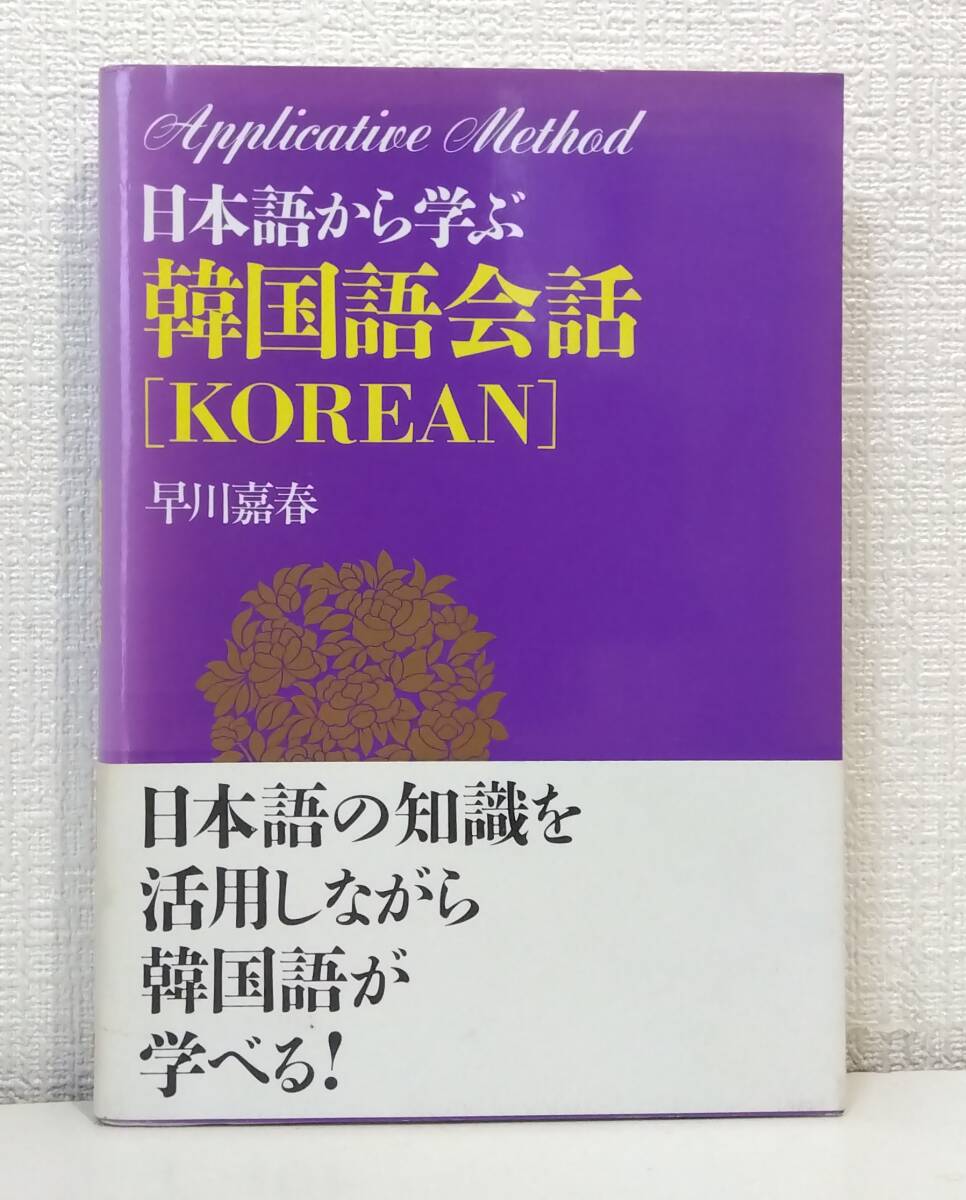 Applicative Method
日本語から学ぶ
韓国語会話
[KOREAN]
早川嘉春
日本語の知識を
活用しながら
韓国語が
学べる!